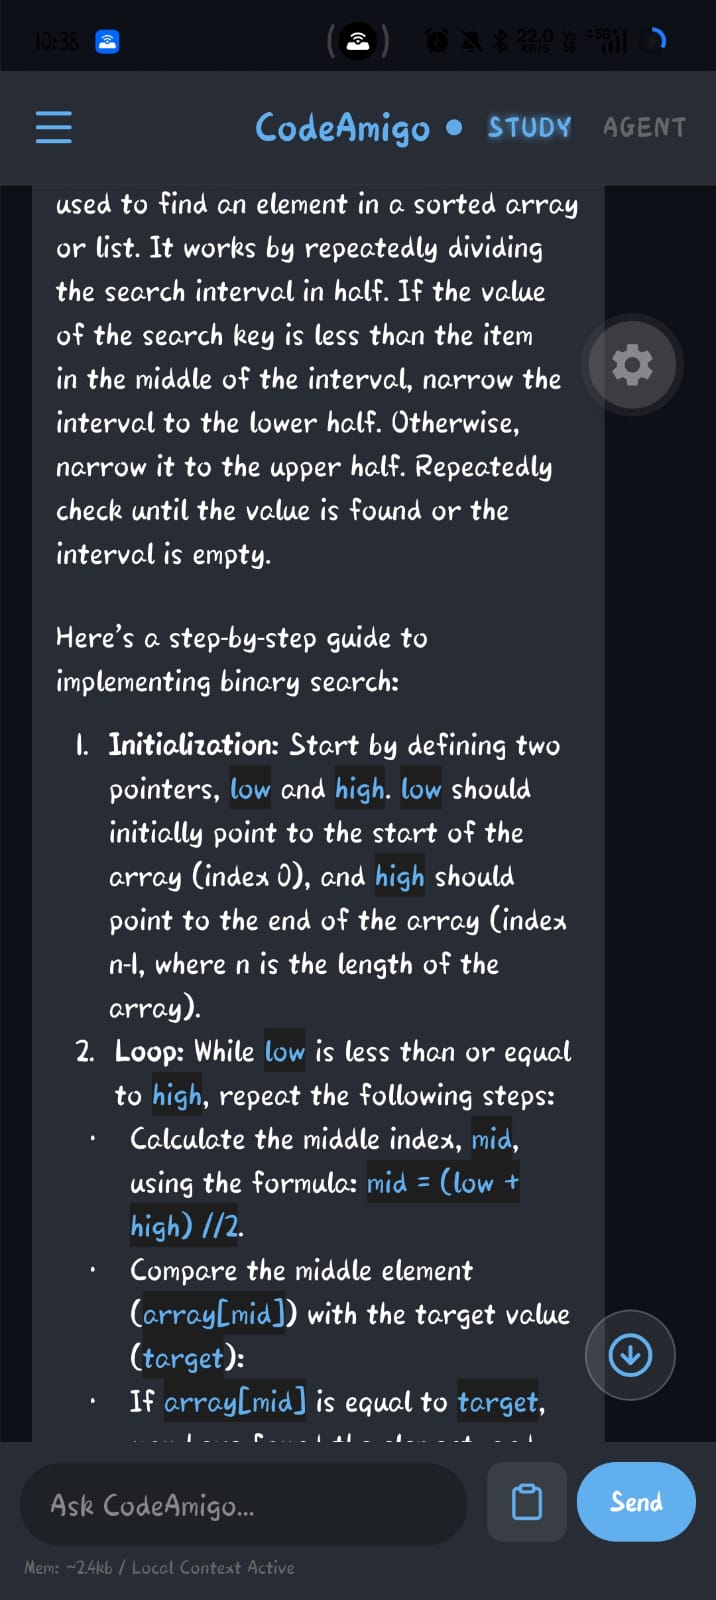 10:38
22.0
KB/S
Vo
5G
5G
CodeAmigo • STUDY AGENT
used to find an element in a sorted array
or list. It works by repeatedly dividing
the search interval in half. If the value
of the search key is less than the item
in the middle of the interval, narrow the
interval to the lower half. Otherwise,
narrow it to the upper half. Repeatedly
check until the value is found or the
interval is empty.
Here's a step-by-step guide to
implementing binary search:
1. Initialization: Start by defining two
pointers, low and high. low should
initially point to the start of the
array (index 0), and high should
point to the end of the array (index
n-1, where n is the length of the
array).
2. Loop: While low is less than or equal
to high, repeat the following steps:
• Calculate the middle index, mid,
using the formula: mid = (low +
high) //2.
• Compare the middle element
(array[mid]) with the target value
(target):
• If array[mid] is equal to target,
Ask CodeAmigo...
Send
Mem: ~2.4kb / Local Context Active